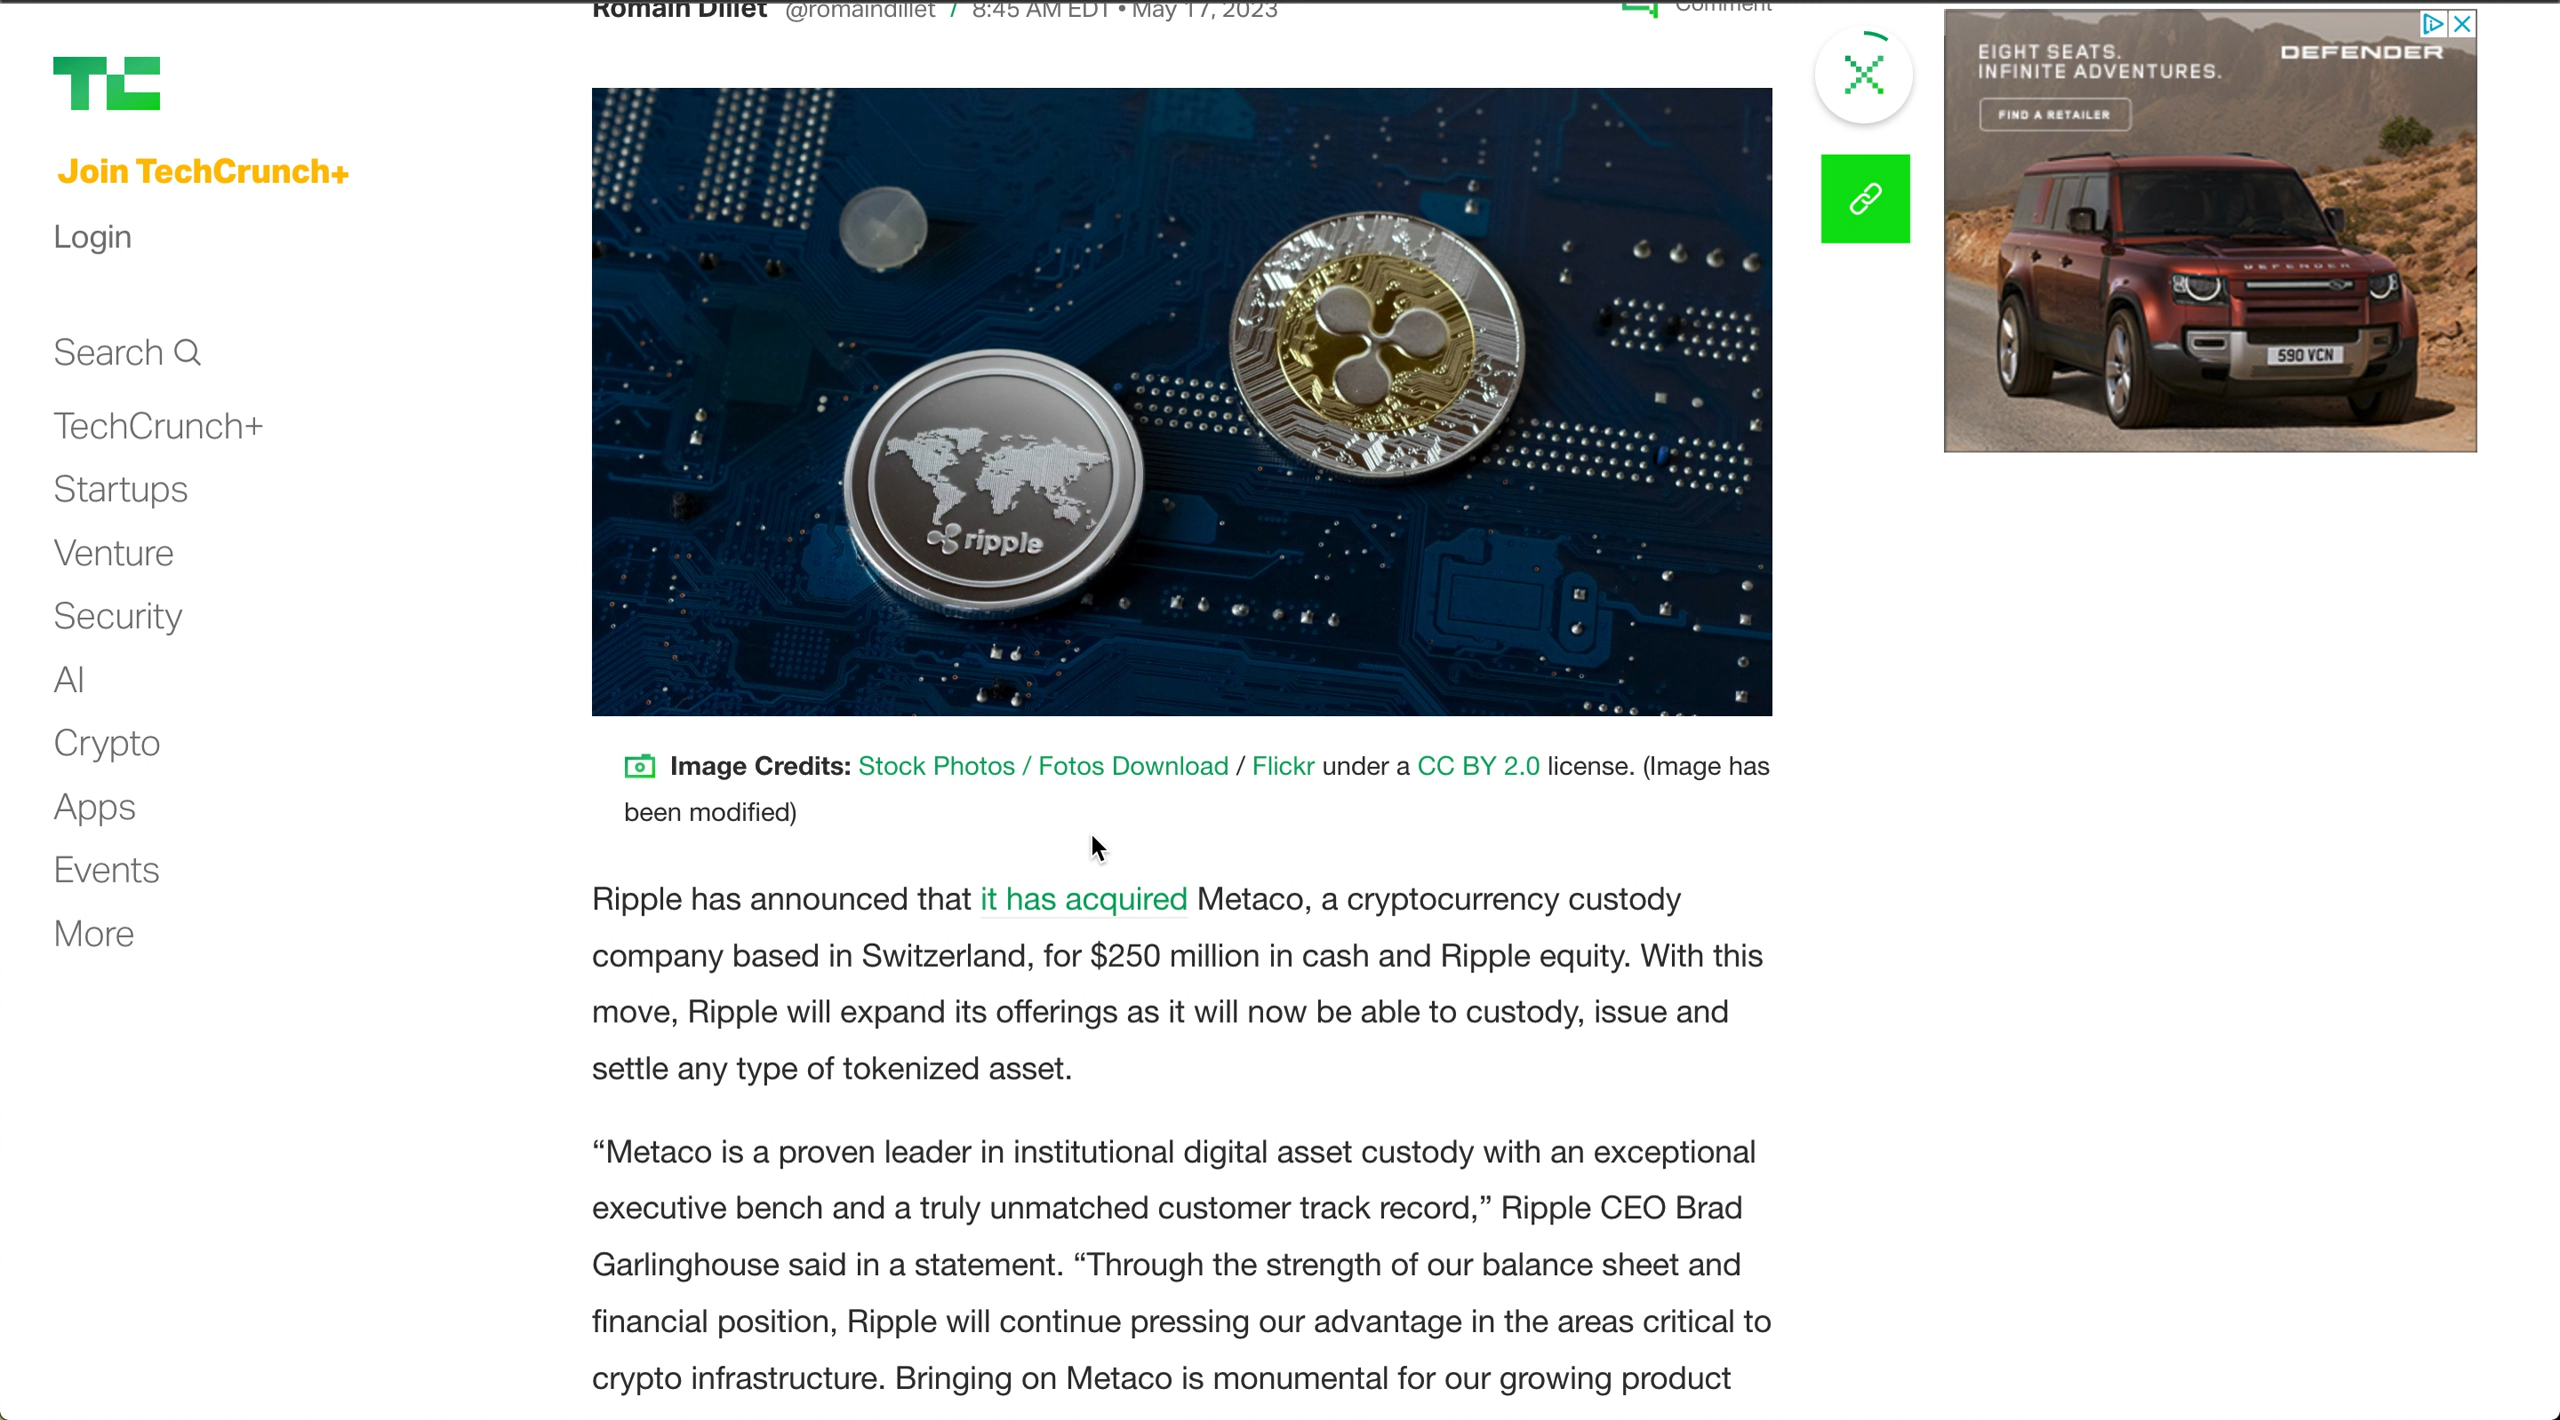 Romain Dillet @romaindillet / 8:45 AM EDT • May 17, 2023
Comment
TC
Join TechCrunch+
Login
Search
TechCrunch+
Startups
Venture
Security
AI
Crypto
Apps
Events
More
ripple
EIGHT SEATS.
INFINITE ADVENTURES.
DEFENDER
FIND A RETAILER
DEFENDER
590 VCN
Image Credits: Stock Photos / Fotos Download / Flickr under a CC BY 2.0 license. (Image has
been modified)
Ripple has announced that it has acquired Metaco, a cryptocurrency custody
company based in Switzerland, for $250 million in cash and Ripple equity. With this
move, Ripple will expand its offerings as it will now be able to custody, issue and
settle any type of tokenized asset.
“Metaco is a proven leader in institutional digital asset custody with an exceptional
executive bench and a truly unmatched customer track record,” Ripple CEO Brad
Garlinghouse said in a statement. “Through the strength of our balance sheet and
financial position, Ripple will continue pressing our advantage in the areas critical to
crypto infrastructure. Bringing on Metaco is monumental for our growing product